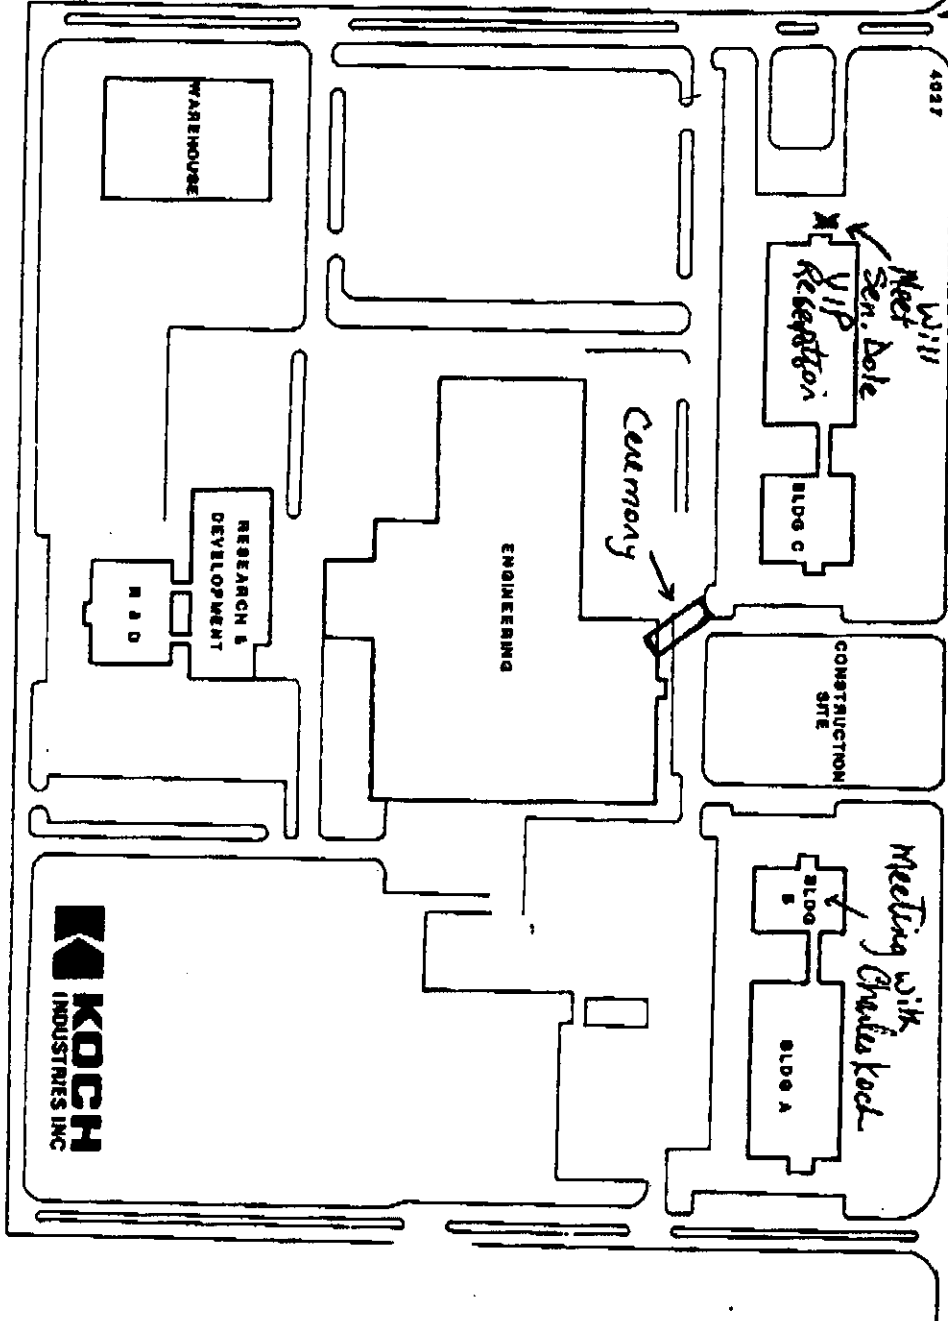 4027
Will
Meet
Sen. Dole
VIP
Reception
BLDG C
CONSTRUCTION
SITE
Meeting with
Charles Koch
BLDG
B
BLDG A
Ceremony
ENGINEERING
WAREHOUSE
RESEARCH &
DEVELOPMENT
R & D
KOCH
INDUSTRIES INC